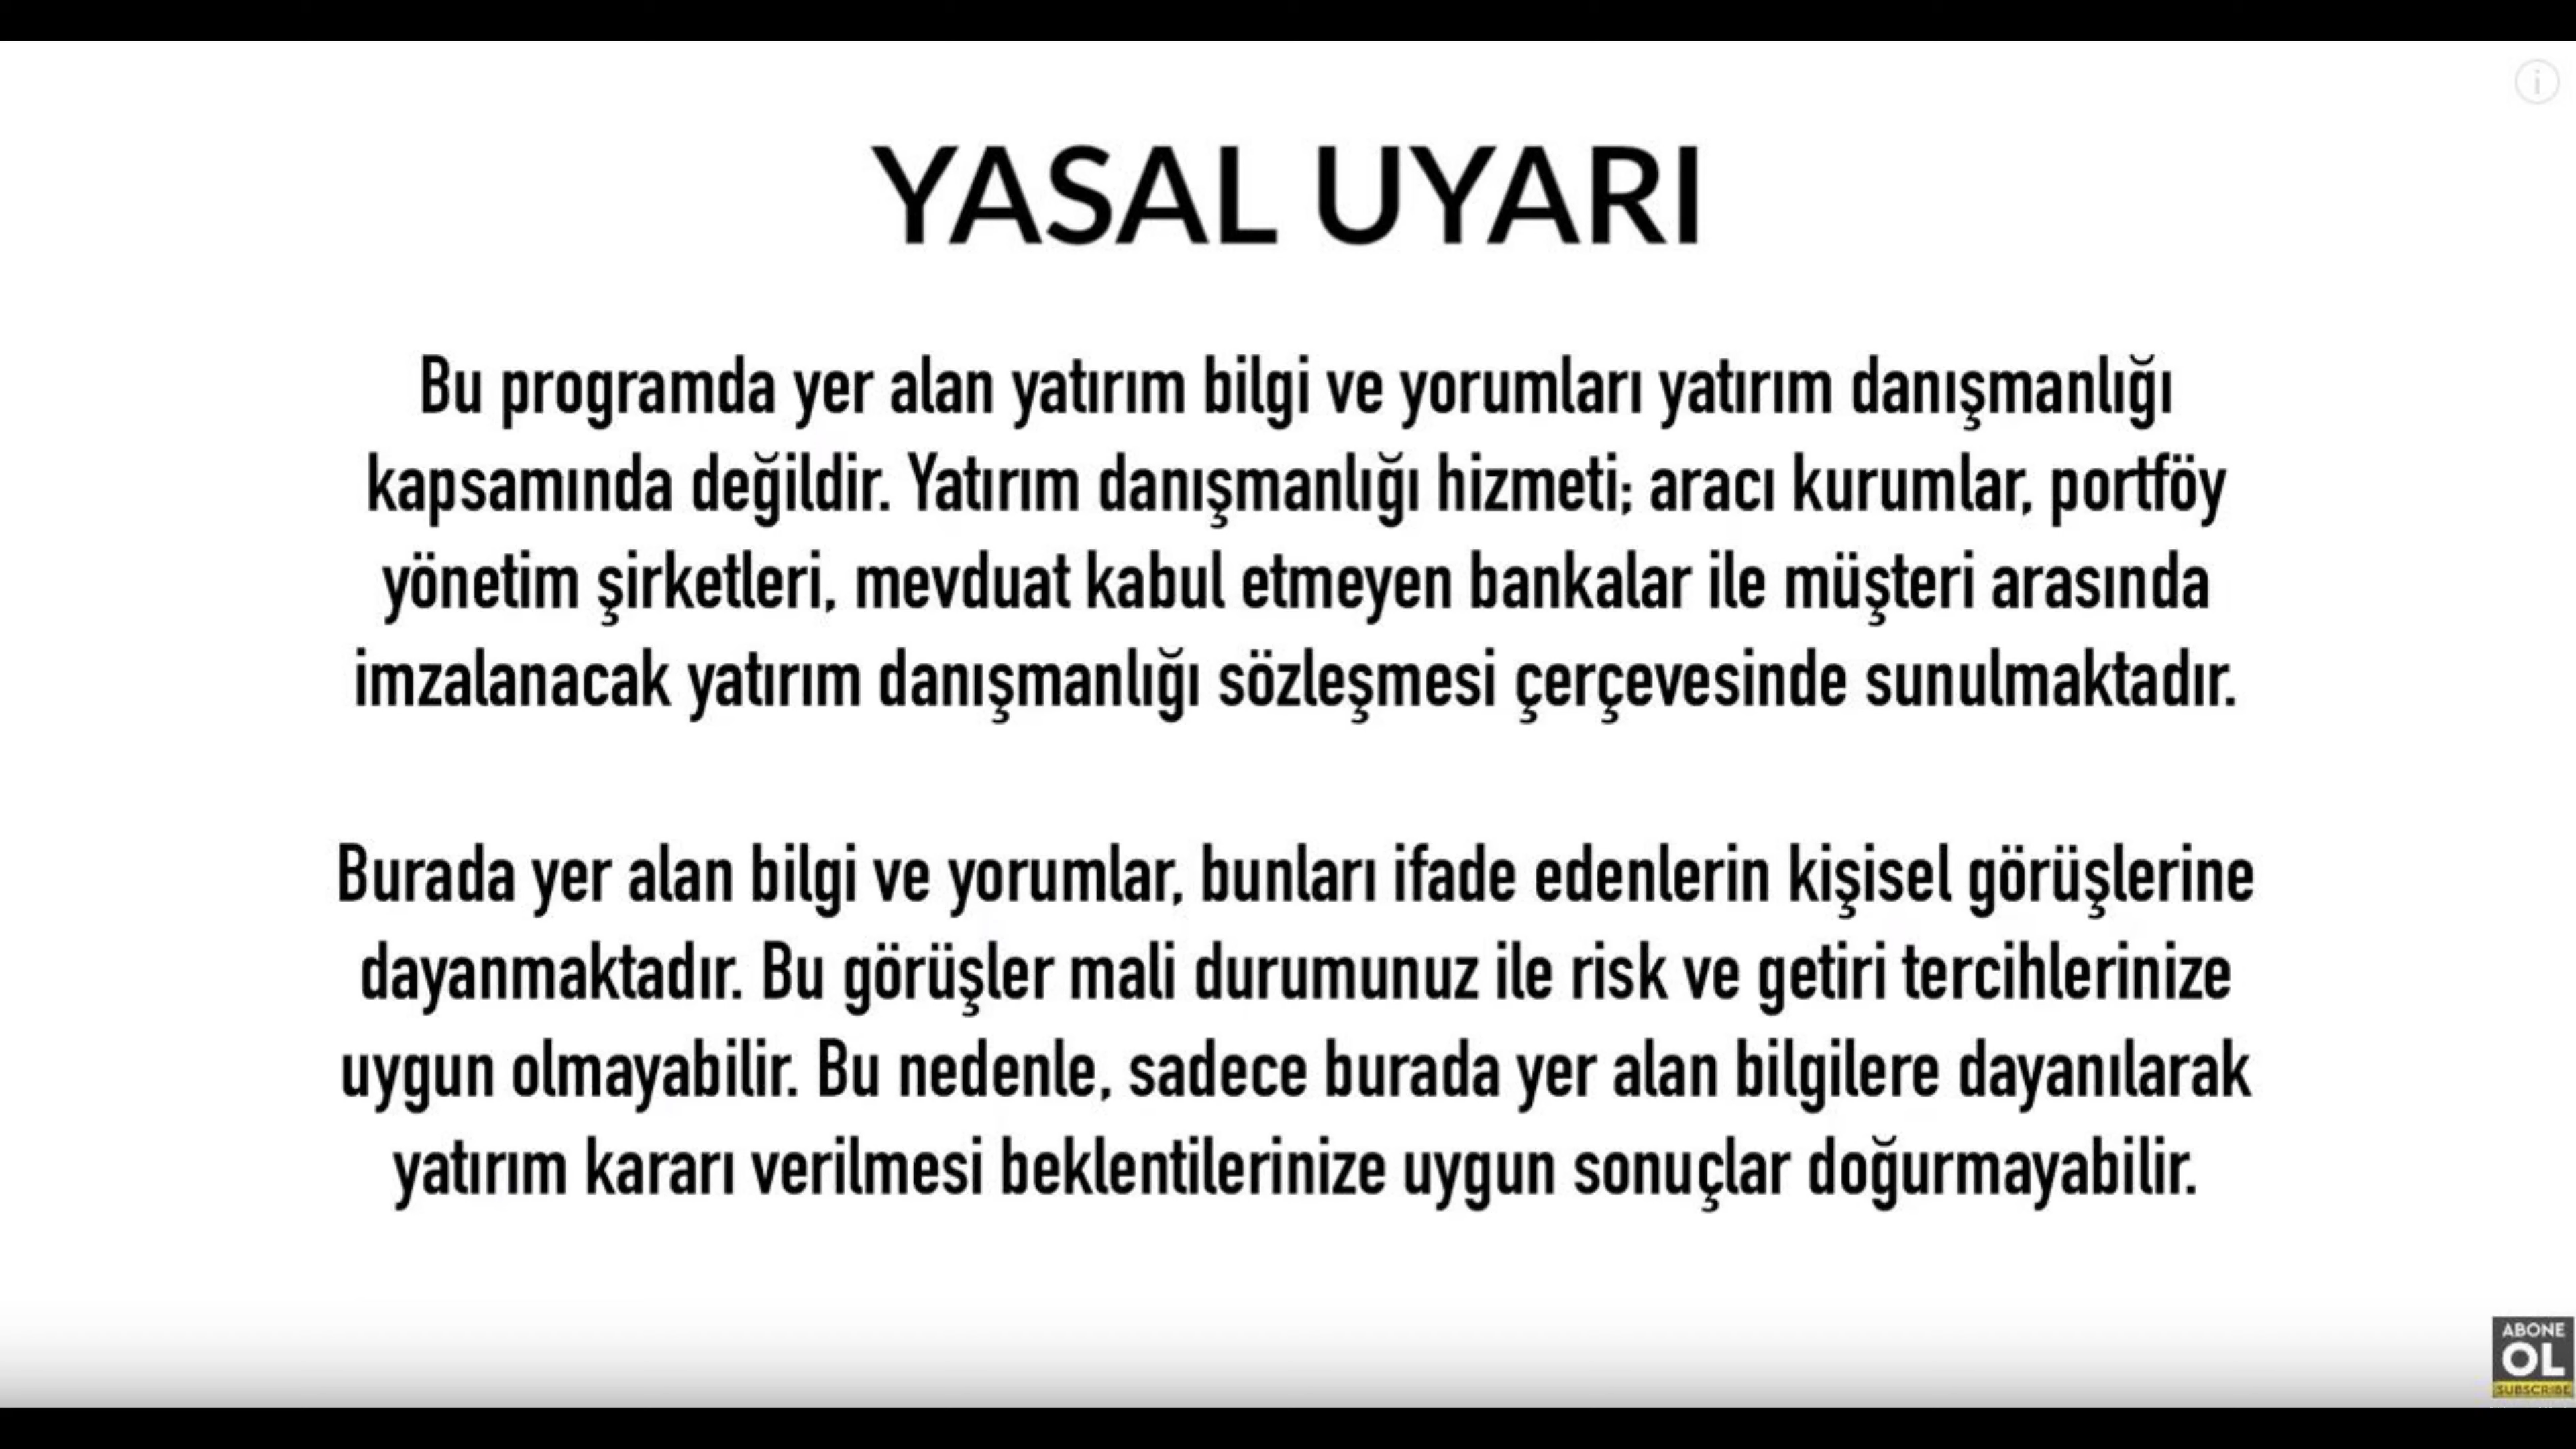 YASAL UYARI
Bu programda yer alan yatırım bilgi ve yorumları yatırım danışmanlığı
kapsamında değildir. Yatırım danışmanlığı hizmeti; aracı kurumlar, portföy
yönetim şirketleri, mevduat kabul etmeyen bankalar ile müşteri arasında
imzalanacak yatırım danışmanlığı sözleşmesi çerçevesinde sunulmaktadır.
Burada yer alan bilgi ve yorumlar, bunları ifade edenlerin kişisel görüşlerine
dayanmaktadır. Bu görüşler mali durumunuz ile risk ve getiri tercihlerinize
uygun olmayabilir. Bu nedenle, sadece burada yer alan bilgilere dayanılarak
yatırım kararı verilmesi beklentilerinize uygun sonuçlar doğurmayabilir.
ABONE
OL
SUBSCRIBE